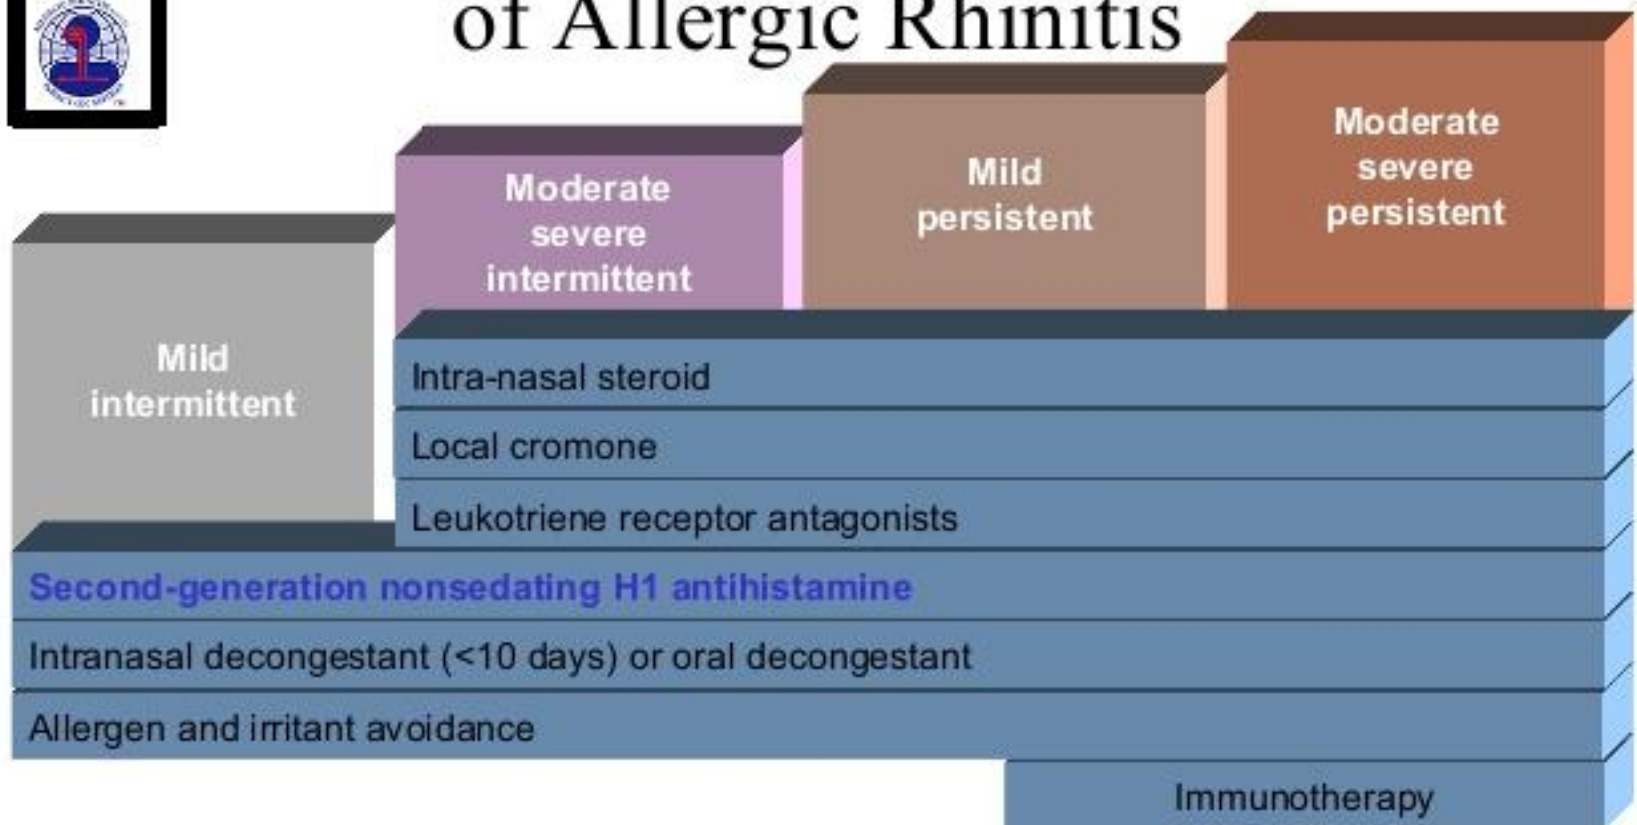 of Allergic Rhinitis
Mild
intermittent
Moderate
severe
intermittent
Mild
persistent
Moderate
severe
persistent
Intra-nasal steroid
Local cromone
Leukotriene receptor antagonists
Second-generation nonsedating H1 antihistamine
Intranasal decongestant (<10 days) or oral decongestant
Allergen and irritant avoidance
Immunotherapy